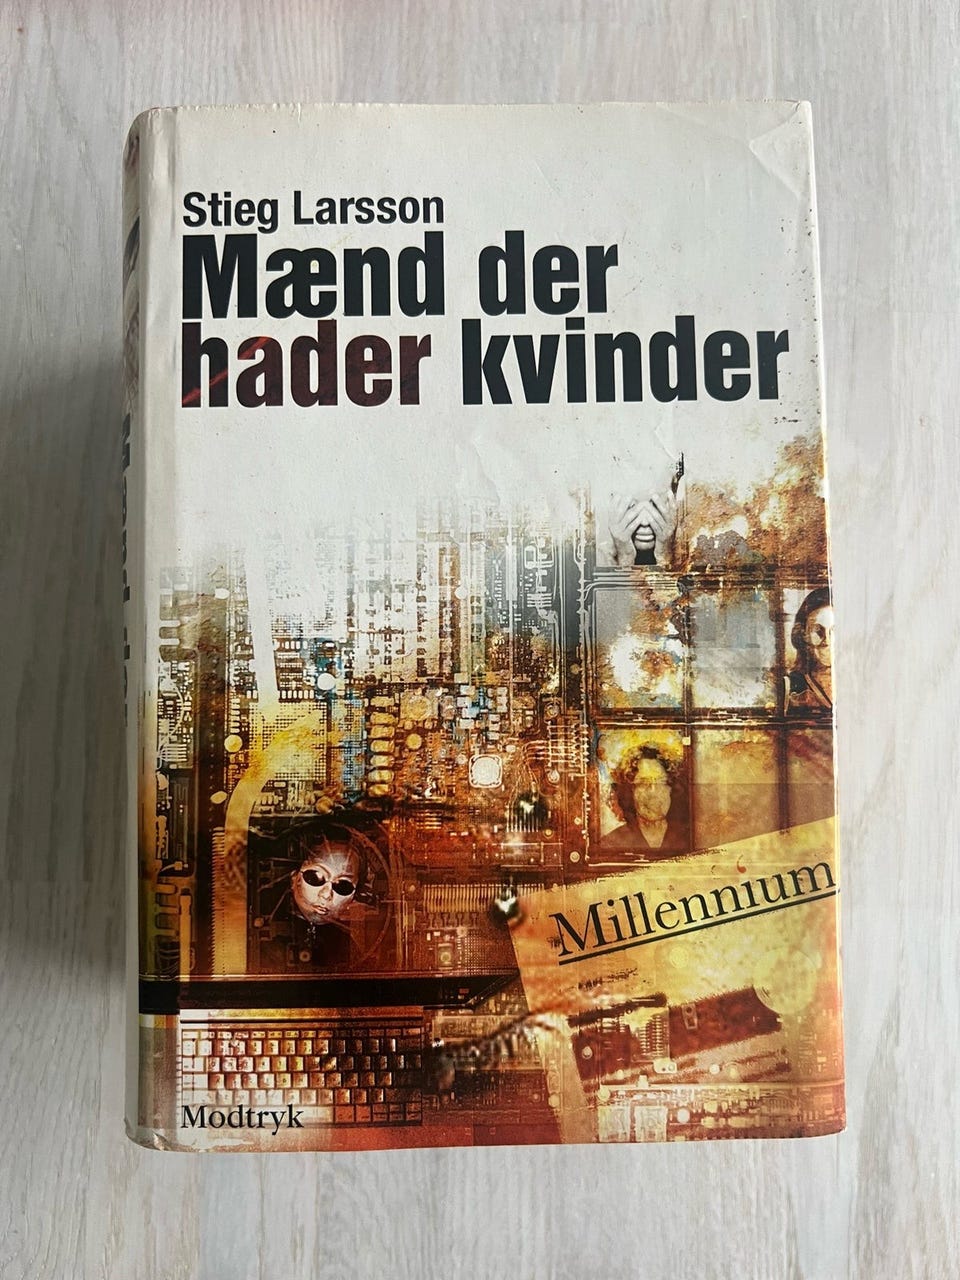 Stieg Larsson
Mænd der
hader kvinder
Millennium
Modtryk